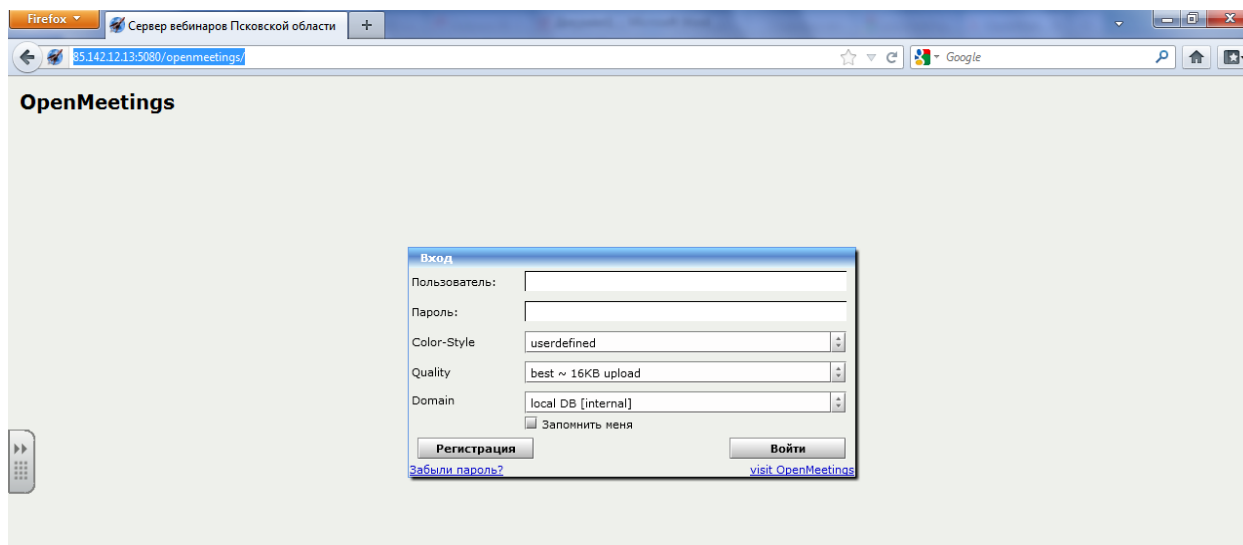 Firefox
Сервер вебинаров Псковской области
85.142.12.13:5080/openmeetings/
Google
OpenMeetings
Вход
Пользователь:
Пароль:
Color-Style userdefined
Quality best ~ 16KB upload
Domain local DB [internal]
Запомнить меня
Регистрация Войти
Забыли пароль? visit OpenMeetings